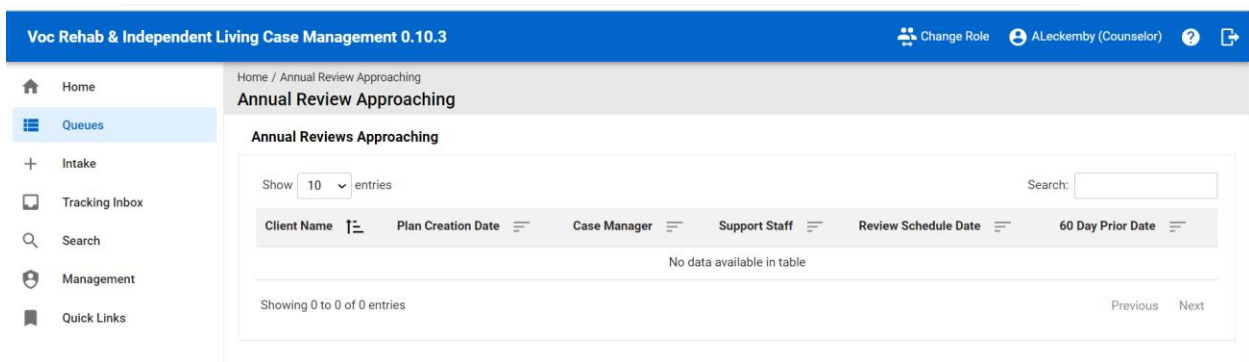 Voc Rehab & Independent Living Case Management 0.10.3
Change Role
ALeckemby (Counselor)
?
Home
Queues
Intake
Tracking Inbox
Search
Management
Quick Links
Home / Annual Review Approaching
Annual Review Approaching
Annual Reviews Approaching
Show 10 entries
Search:
Client Name Plan Creation Date Case Manager Support Staff Review Schedule Date 60 Day Prior Date
No data available in table
Showing 0 to 0 of 0 entries
Previous Next